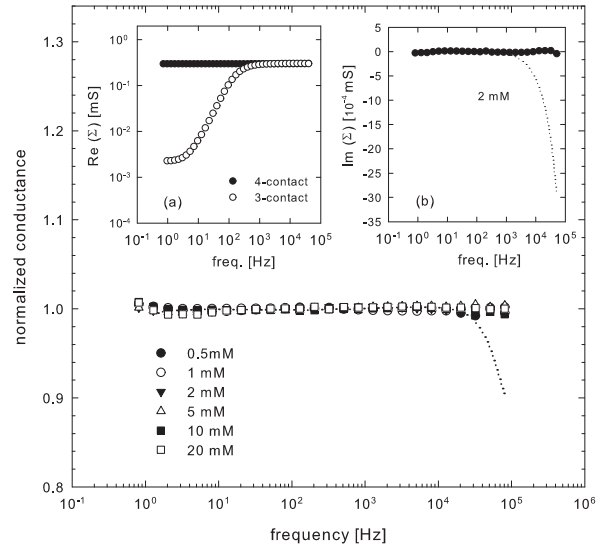 1.34
1.3
1.2
1.1
1.0
0.9
0.8
normalized conductance
10⁻¹ 10⁰ 10¹ 10² 10³ 10⁴ 10⁵ 10⁶
frequency [Hz]
10⁰
10⁻¹
10⁻²
10⁻³
10⁻⁴
Re (Σ) [mS]
(a)
4-contact
3-contact
10⁻¹ 10⁰ 10¹ 10² 10³ 10⁴ 10⁵
freq. [Hz]
5
0
-5
-10
-15
-20
-25
-30
-35
Im (Σ) [10⁻⁴ mS]
2 mM
(b)
10⁻¹ 10⁰ 10¹ 10² 10³ 10⁴ 10⁵
freq. [Hz]
0.5mM
1 mM
2 mM
5 mM
10 mM
20 mM